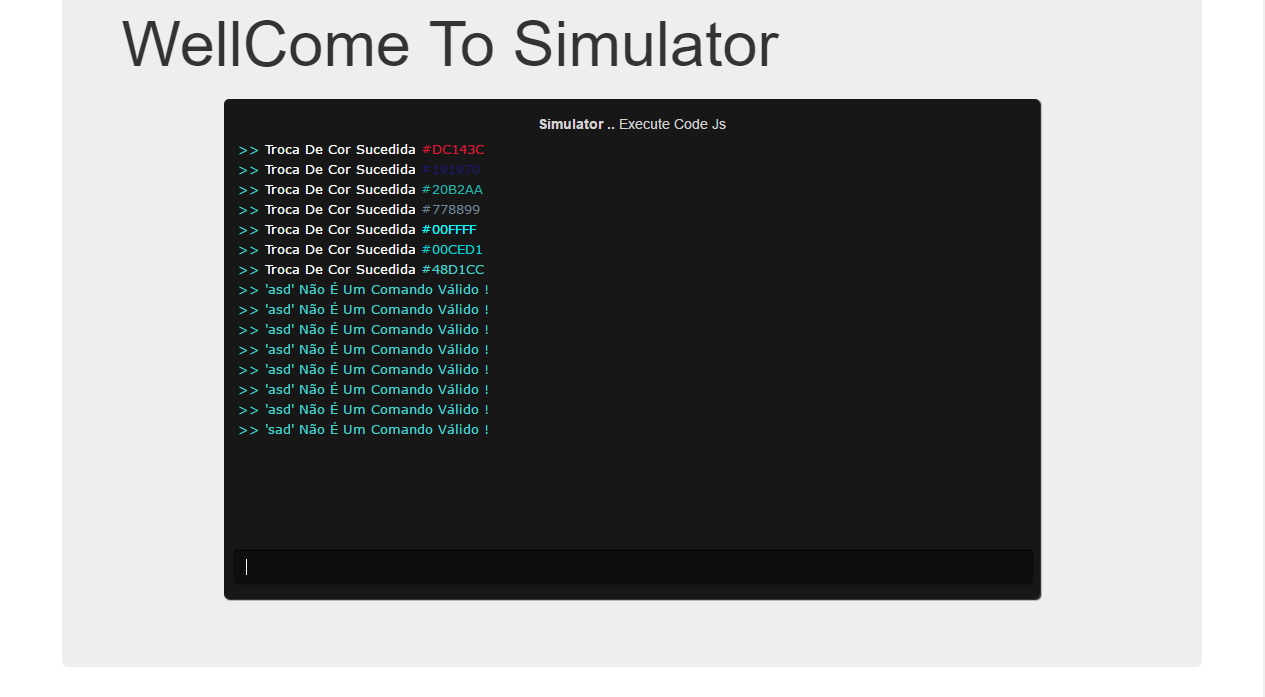 WellCome To Simulator
Simulator .. Execute Code Js
>> Troca De Cor Sucedida #DC143C
>> Troca De Cor Sucedida #191970
>> Troca De Cor Sucedida #20B2AA
>> Troca De Cor Sucedida #778899
>> Troca De Cor Sucedida #00FFFF
>> Troca De Cor Sucedida #00CED1
>> Troca De Cor Sucedida #48D1CC
>> 'asd' Não É Um Comando Válido !
>> 'asd' Não É Um Comando Válido !
>> 'asd' Não É Um Comando Válido !
>> 'asd' Não É Um Comando Válido !
>> 'asd' Não É Um Comando Válido !
>> 'asd' Não É Um Comando Válido !
>> 'asd' Não É Um Comando Válido !
>> 'sad' Não É Um Comando Válido !